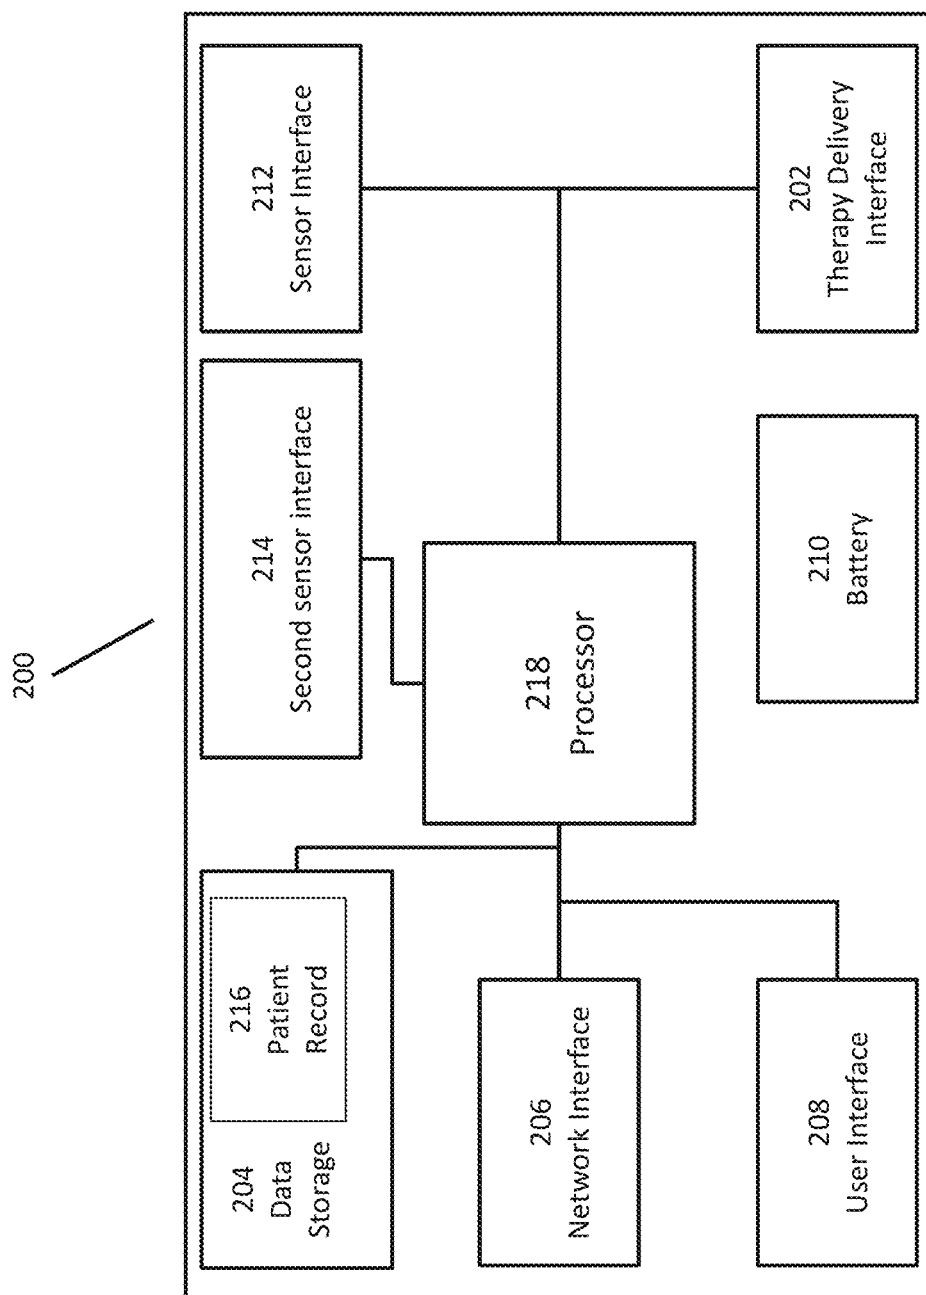 200
204
Data
Storage
216
Patient
Record
214
Second sensor interface
212
Sensor Interface
206
Network Interface
218
Processor
208
User Interface
210
Battery
202
Therapy Delivery
Interface